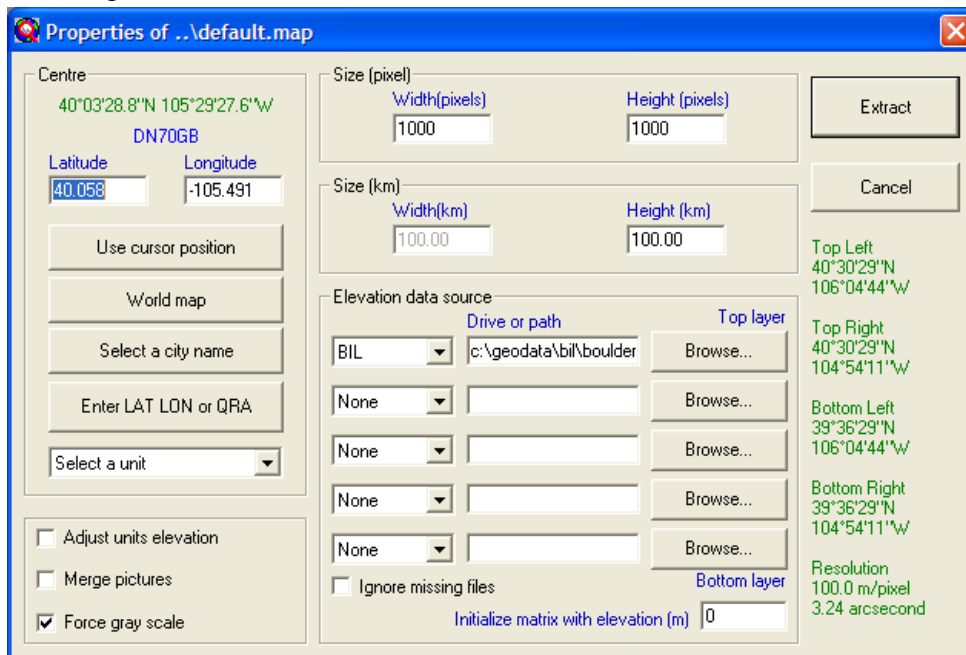 Properties of ..\default.map
Centre
40°03'28.8''N 105°29'27.6''W
DN70GB
Latitude Longitude
40.058 -105.491
Use cursor position
World map
Select a city name
Enter LAT LON or QRA
Select a unit
Adjust units elevation
Merge pictures
Force gray scale
Size (pixel)
Width(pixels) Height (pixels)
1000 1000
Size (km)
Width(km) Height (km)
100.00 100.00
Elevation data source
Drive or path Top layer
BIL c:\geodata\bil\boulder Browse...
None Browse...
None Browse...
None Browse...
None Browse...
Ignore missing files Bottom layer
Initialize matrix with elevation (m) 0
Extract
Cancel
Top Left
40°30'29''N
106°04'44''W
Top Right
40°30'29''N
104°54'11''W
Bottom Left
39°36'29''N
106°04'44''W
Bottom Right
39°36'29''N
104°54'11''W
Resolution
100.0 m/pixel
3.24 arcsecond